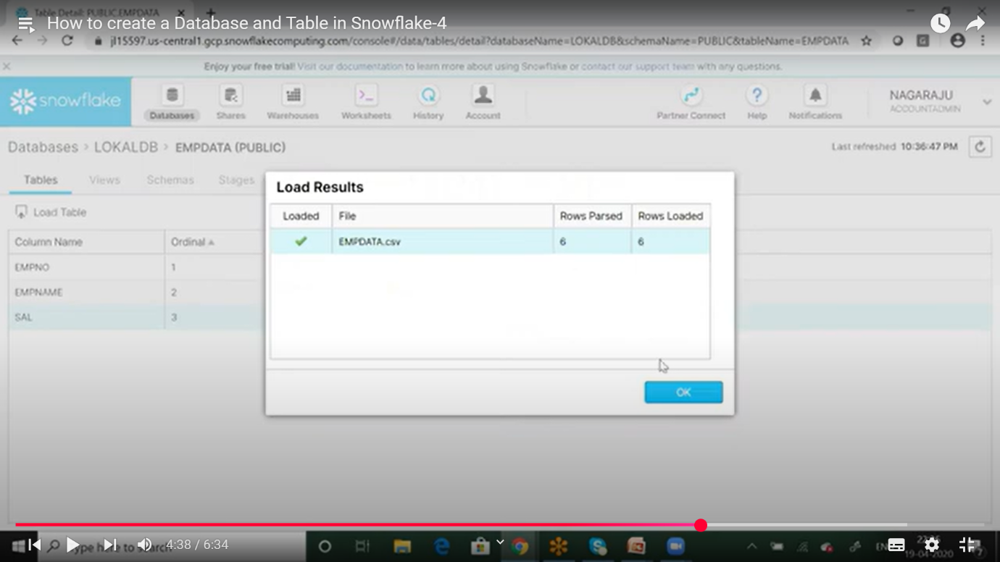 Table Detail: PUBLIC.EMPDATA
How to create a Database and Table in Snowflake-4
jl15597.us-central1.gcp.snowflakecomputing.com/console#/data/tables/detail?databaseName=LOKALDB&schemaName=PUBLIC&tableName=EMPDATA
Enjoy your free trial! Visit our documentation to learn more about using Snowflake or contact our support team with any questions.
snowflake
Databases Shares Warehouses Worksheets History Account Partner Connect Help Notifications
NAGARAJU
ACCOUNTADMIN
Databases > LOKALDB > EMPDATA (PUBLIC)
Last refreshed 10:36:47 PM
Tables Views Schemas Stages
Load Table
Column Name Ordinal
EMPNO 1
EMPNAME 2
SAL 3
Load Results
Loaded File Rows Parsed Rows Loaded
EMPDATA.csv 6 6
OK
Type here to search
4:38 / 6:34
19-04-2020